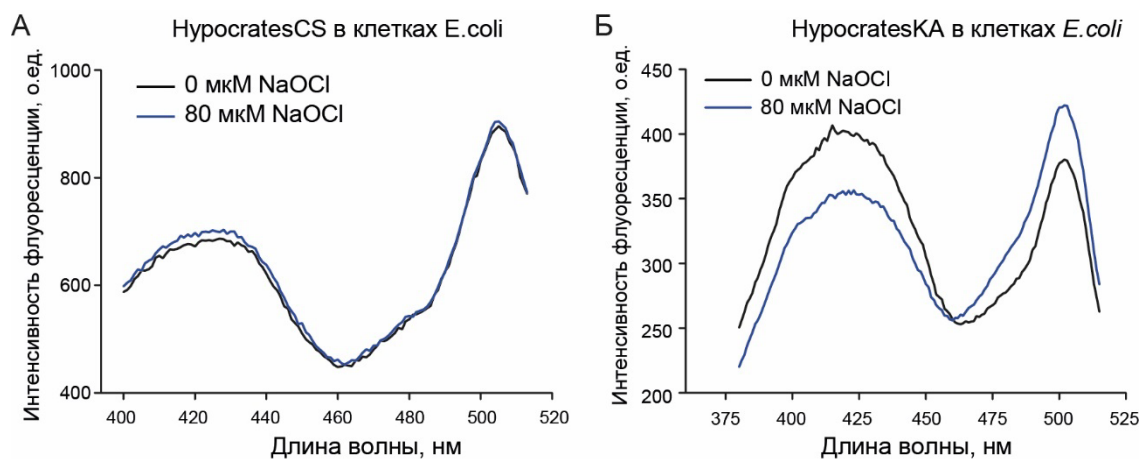 А
HypocratesCS в клетках E.coli
0 мкМ NaOCl
80 мкМ NaOCl
Интенсивность флуоресценции, о.ед.
1000
800
600
400
400 420 440 460 480 500 520
Длина волны, нм
Б
HypocratesKA в клетках E.coli
0 мкМ NaOCl
80 мкМ NaOCl
Интенсивность флуоресценции, о.ед.
450
400
350
300
250
200
375 400 425 450 475 500 525
Длина волны, нм